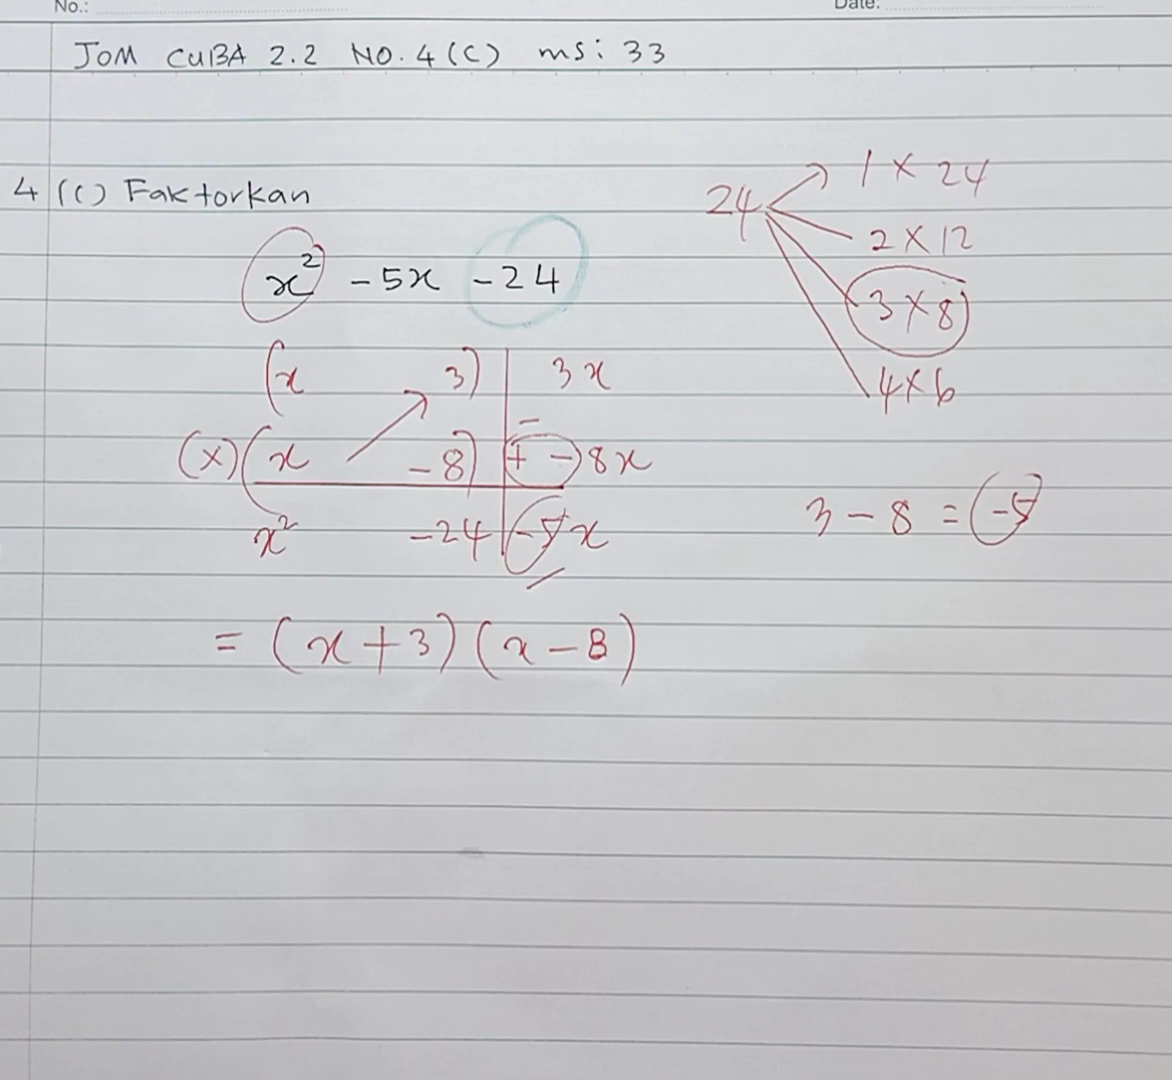 No.: Date:
JOM CUBA 2.2 NO. 4 (C) ms: 33
4 (C) Faktorkan
24 1 × 24
2 × 12
3 × 8
4 × 6
x² - 5x - 24
(x 3) 3x
(×) (x -8) + - 8x
x² -24 -5x
3 - 8 = -5
= (x + 3) (x - 8)